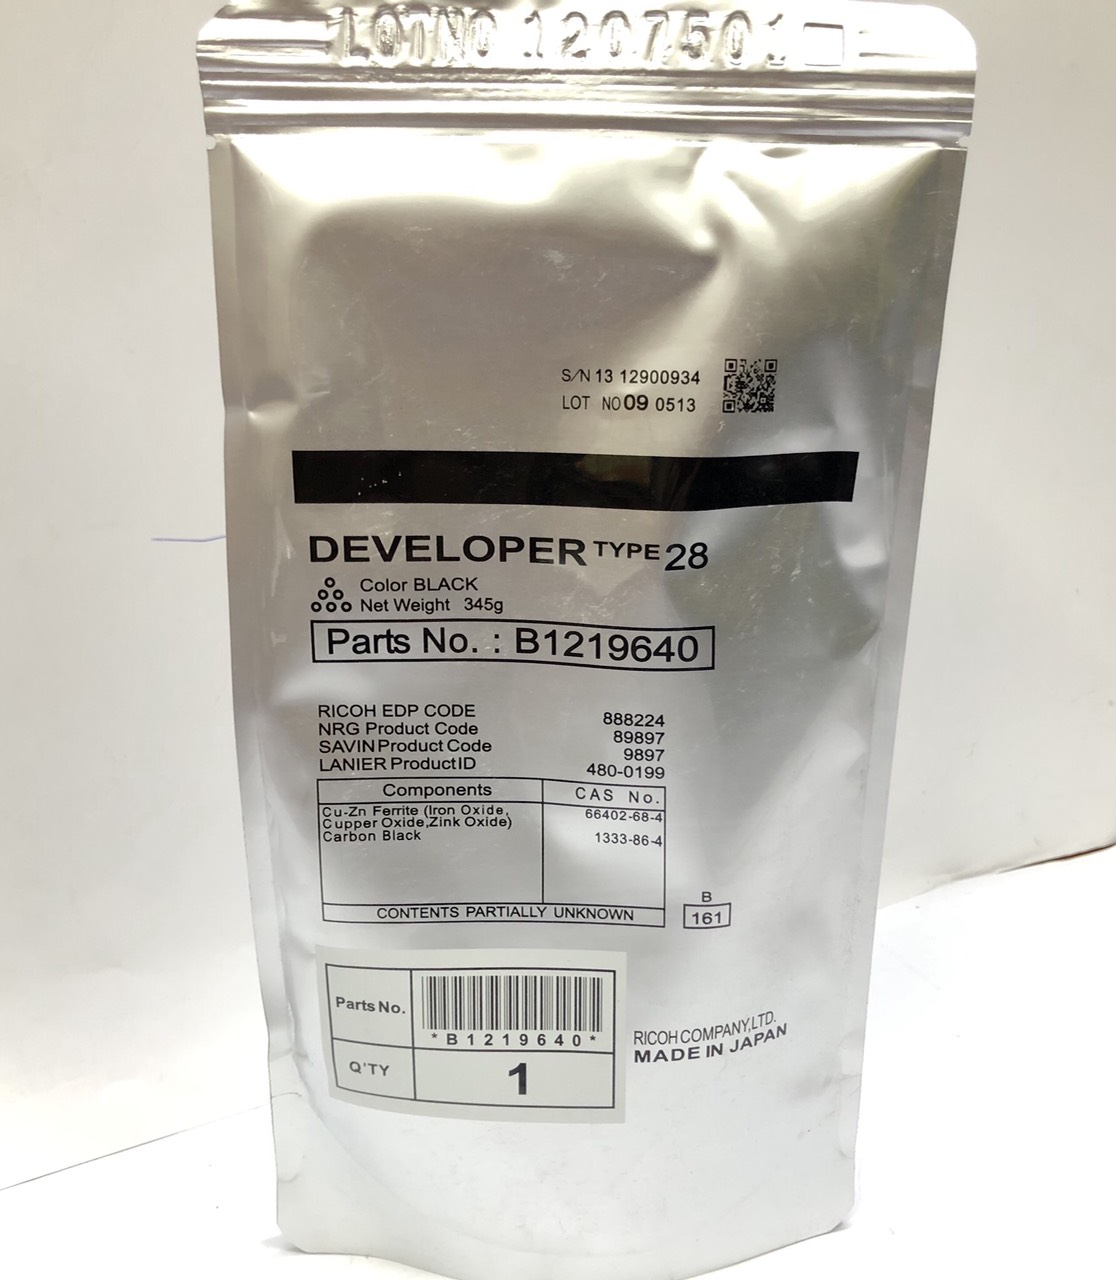 LOTNO 1207501
S/N 13 12900934
LOT NO 09 0513
DEVELOPER TYPE 28
Color BLACK
Net Weight 345g
Parts No. : B1219640
RICOH EDP CODE 888224
NRG Product Code 89897
SAVIN Product Code 9897
LANIER Product ID 480-0199
Components CAS No.
Cu-Zn Ferrite (Iron Oxide, 66402-68-4
Cupper Oxide,Zink Oxide)
Carbon Black 1333-86-4
CONTENTS PARTIALLY UNKNOWN
B
161
Parts No.
*B1219640*
Q'TY 1
RICOH COMPANY,LTD.
MADE IN JAPAN